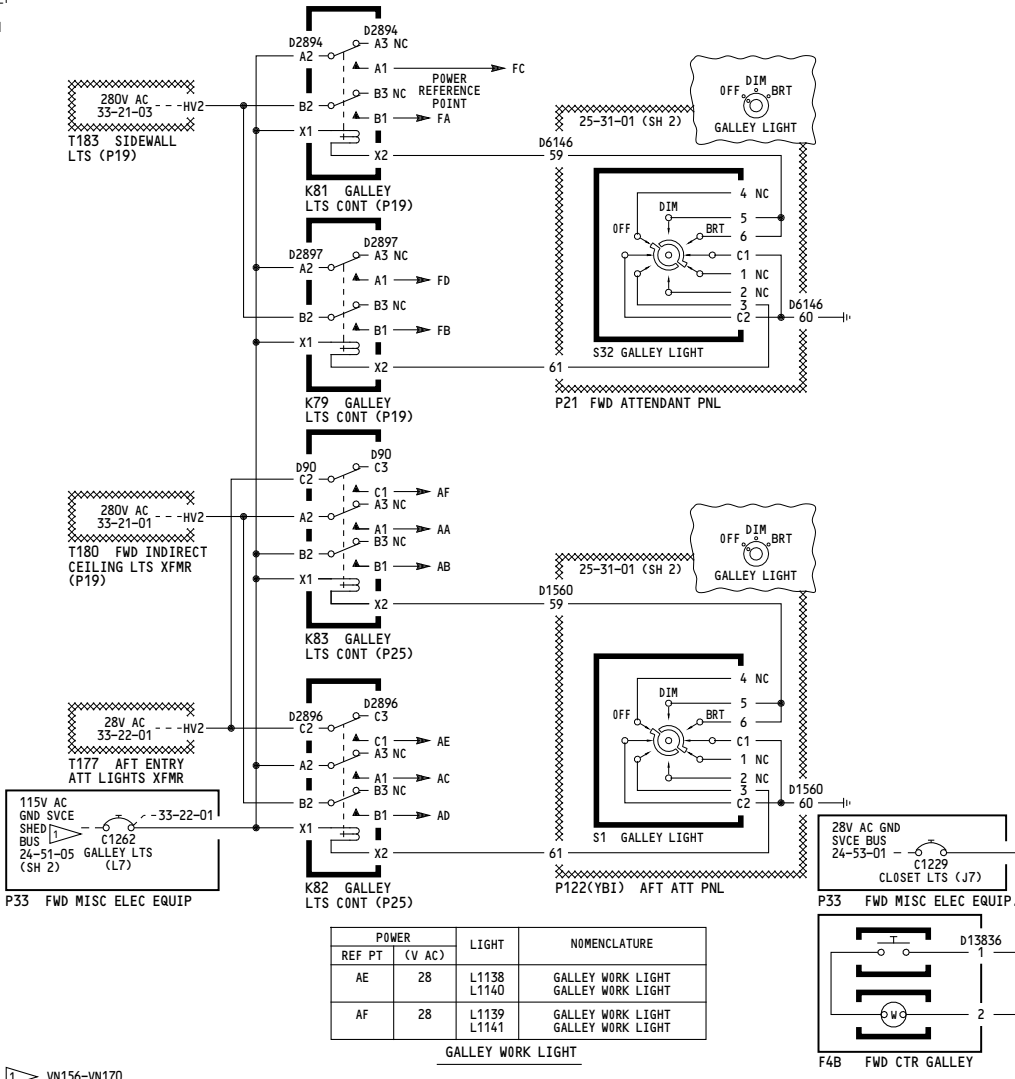 D2894
D2894
A3 NC
A2
A1
FC
POWER
REFERENCE
POINT
280V AC
33-21-03
HV2
B2
B3 NC
B1
FA
T183 SIDEWALL
LTS (P19)
X1
X2
K81 GALLEY
LTS CONT (P19)
OFF
DIM
BRT
GALLEY LIGHT
25-31-01 (SH 2)
D6146
59
4 NC
DIM
5
OFF
BRT
6
C1
1 NC
2 NC
3
C2
D6146
60
S32 GALLEY LIGHT
61
P21 FWD ATTENDANT PNL
D2897
D2897
A3 NC
A2
A1
FD
B3 NC
B2
B1
FB
X1
X2
K79 GALLEY
LTS CONT (P19)
D90
D90
C3
C2
C1
AF
A3 NC
280V AC
33-21-01
HV2
A2
A1
AA
B3 NC
B2
B1
AB
T180 FWD INDIRECT
CEILING LTS XFMR
(P19)
X1
X2
K83 GALLEY
LTS CONT (P25)
OFF
DIM
BRT
GALLEY LIGHT
25-31-01 (SH 2)
D1560
59
4 NC
DIM
5
OFF
BRT
6
C1
1 NC
2 NC
3
C2
D1560
60
S1 GALLEY LIGHT
61
P122(YBI) AFT ATT PNL
D2896
D2896
C3
28V AC
33-22-01
HV2
C2
C1
AE
A3 NC
T177 AFT ENTRY
ATT LIGHTS XFMR
A2
A1
AC
B3 NC
B2
B1
AD
X1
X2
K82 GALLEY
LTS CONT (P25)
115V AC
GND SVCE
SHED
BUS
24-51-05
(SH 2)
1
33-22-01
C1262
GALLEY LTS
(L7)
P33 FWD MISC ELEC EQUIP
28V AC GND
SVCE BUS
24-53-01
C1229
CLOSET LTS (J7)
P33 FWD MISC ELEC EQUIP
D13836
1
W
2
F4B FWD CTR GALLEY
POWER
REF PT
(V AC)
LIGHT
NOMENCLATURE
AE
28
L1138
GALLEY WORK LIGHT
L1140
GALLEY WORK LIGHT
AF
28
L1139
GALLEY WORK LIGHT
L1141
GALLEY WORK LIGHT
GALLEY WORK LIGHT
1
VN156-VN170